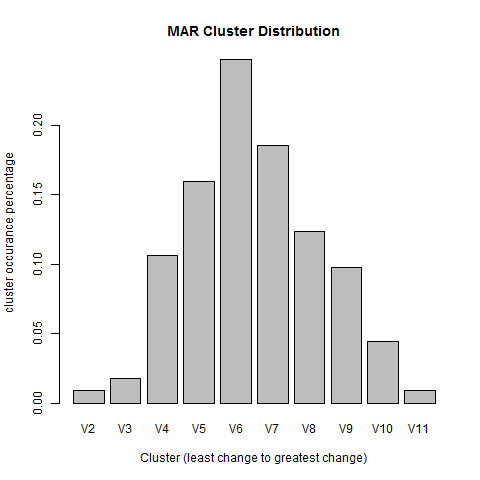 MAR Cluster Distribution
cluster occurance percentage
0.20
0.15
0.10
0.05
0.00
V2 V3 V4 V5 V6 V7 V8 V9 V10 V11
Cluster (least change to greatest change)